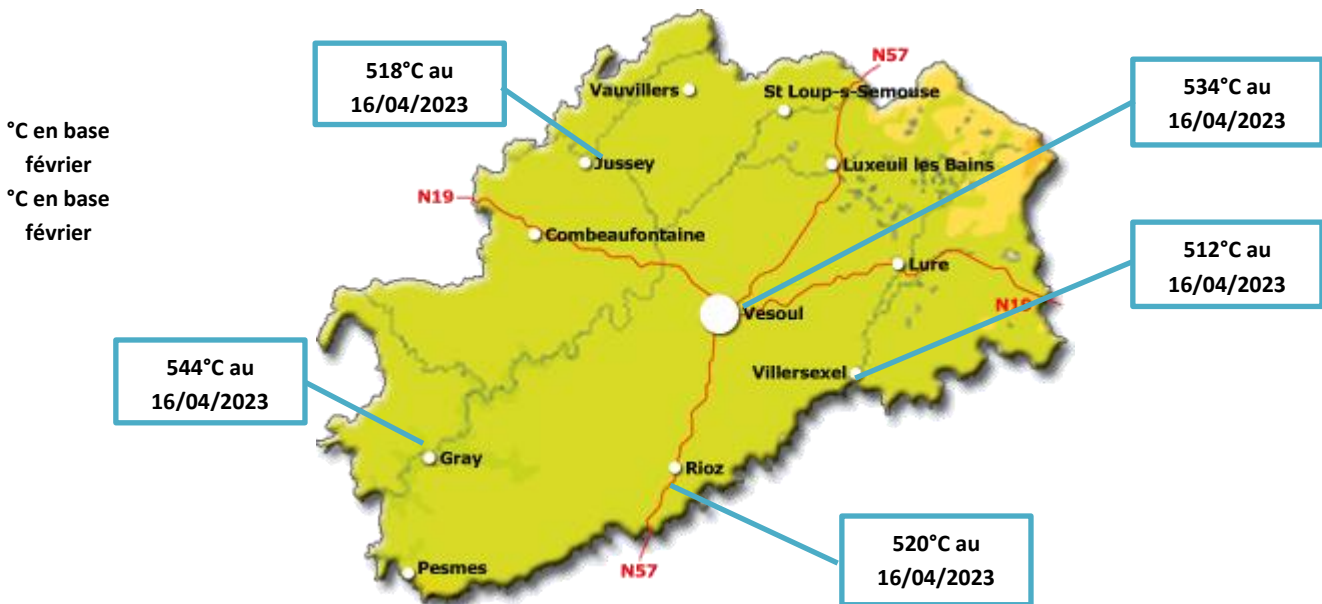 °C en base
février
°C en base
février
518°C au
16/04/2023
534°C au
16/04/2023
512°C au
16/04/2023
544°C au
16/04/2023
520°C au
16/04/2023
N57
Vauvillers
St Loup-s-Semouse
Jussey
Luxeuil les Bains
N19
Combeaufontaine
Lure
N19
Vesoul
Villersexel
Gray
Rioz
Pesmes
N57